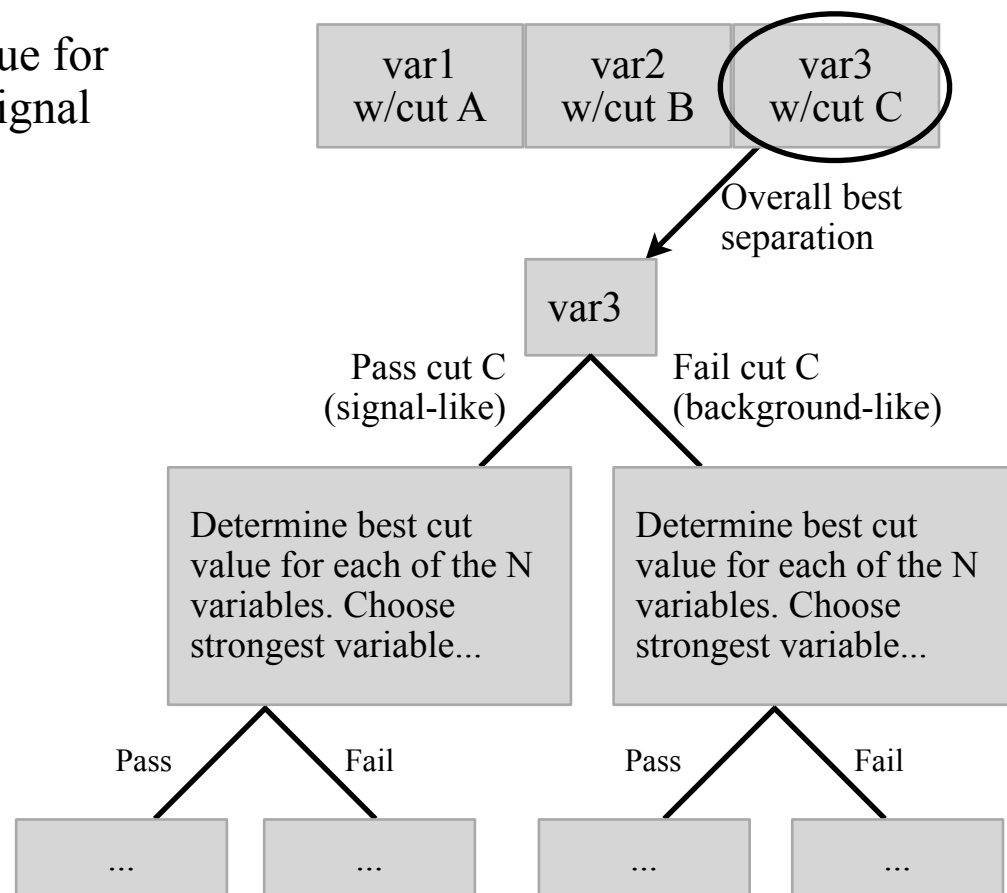 ue for
ignal
var1
w/cut A
var2
w/cut B
var3
w/cut C
Overall best
separation
var3
Pass cut C
(signal-like)
Fail cut C
(background-like)
Determine best cut
value for each of the N
variables. Choose
strongest variable...
Determine best cut
value for each of the N
variables. Choose
strongest variable...
Pass
Fail
Pass
Fail
...
...
...
...